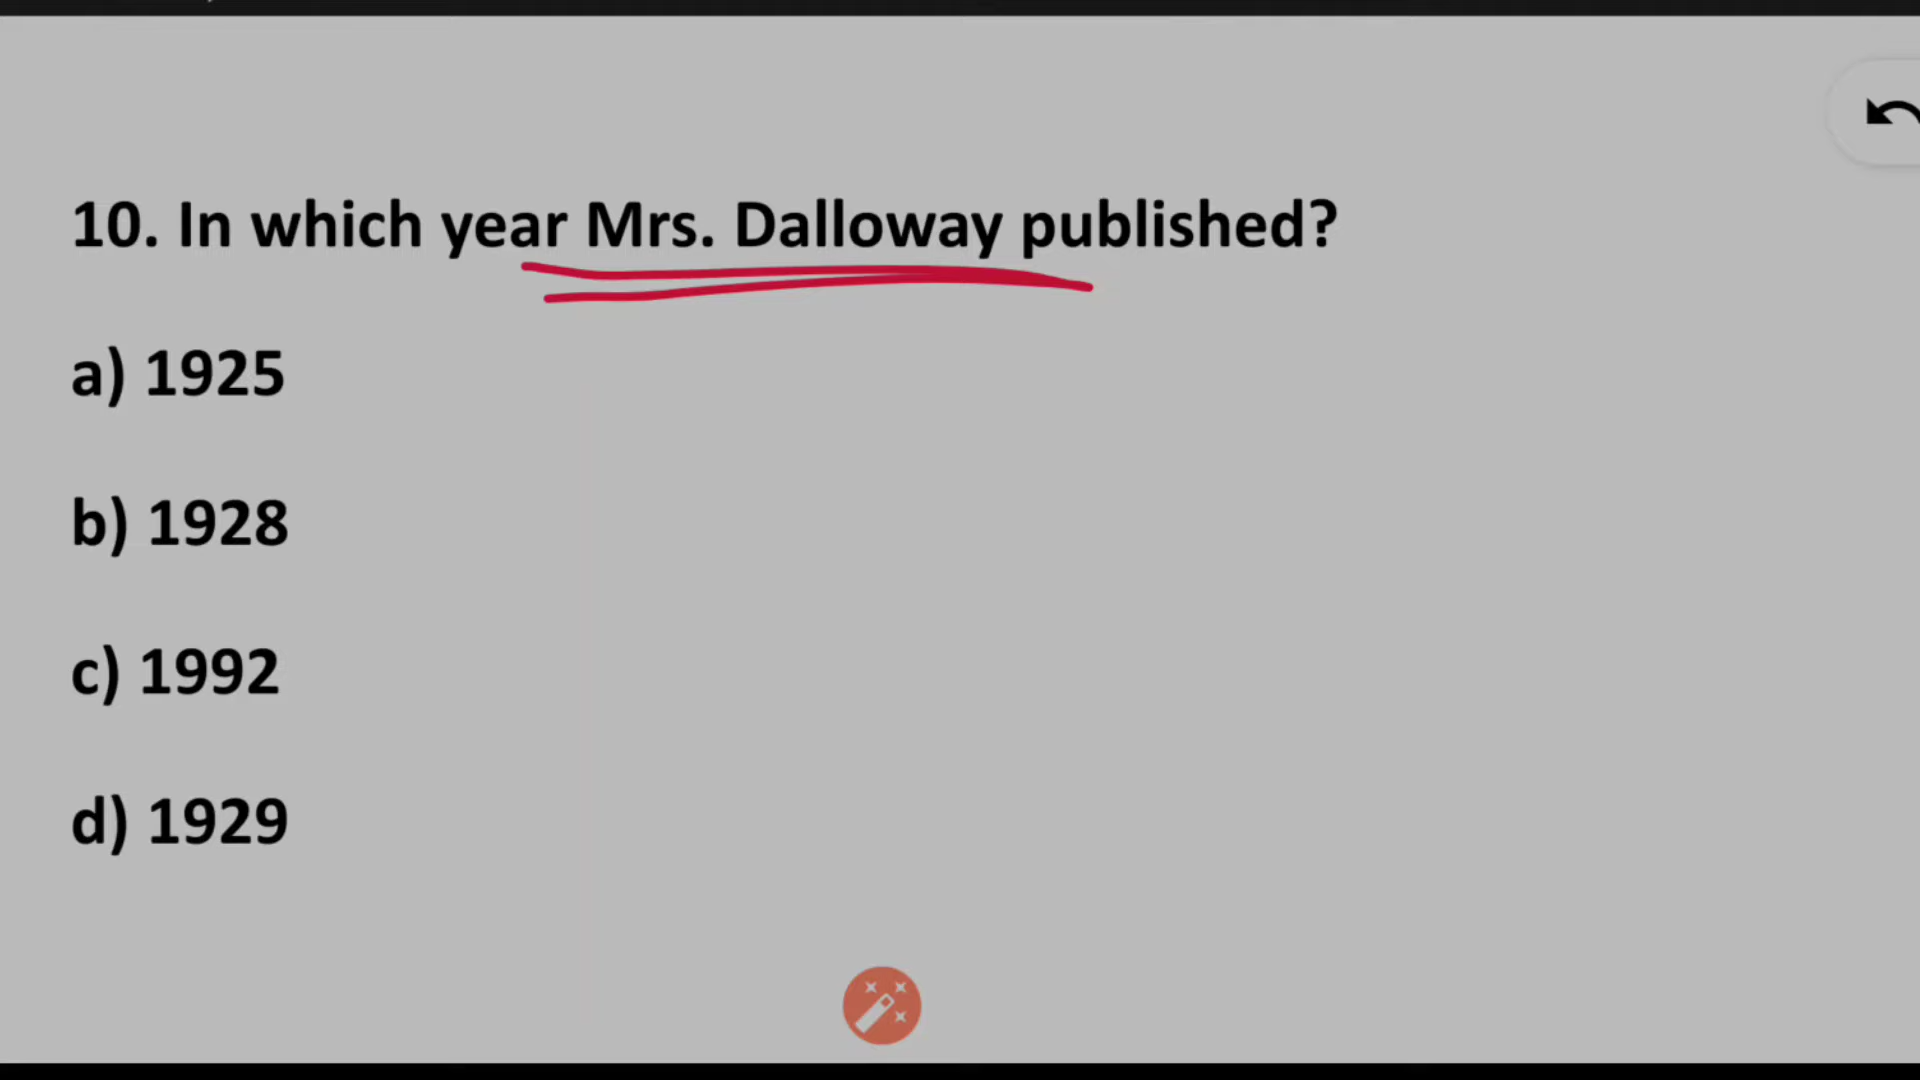 10. In which year Mrs. Dalloway published?
a) 1925
b) 1928
c) 1992
d) 1929